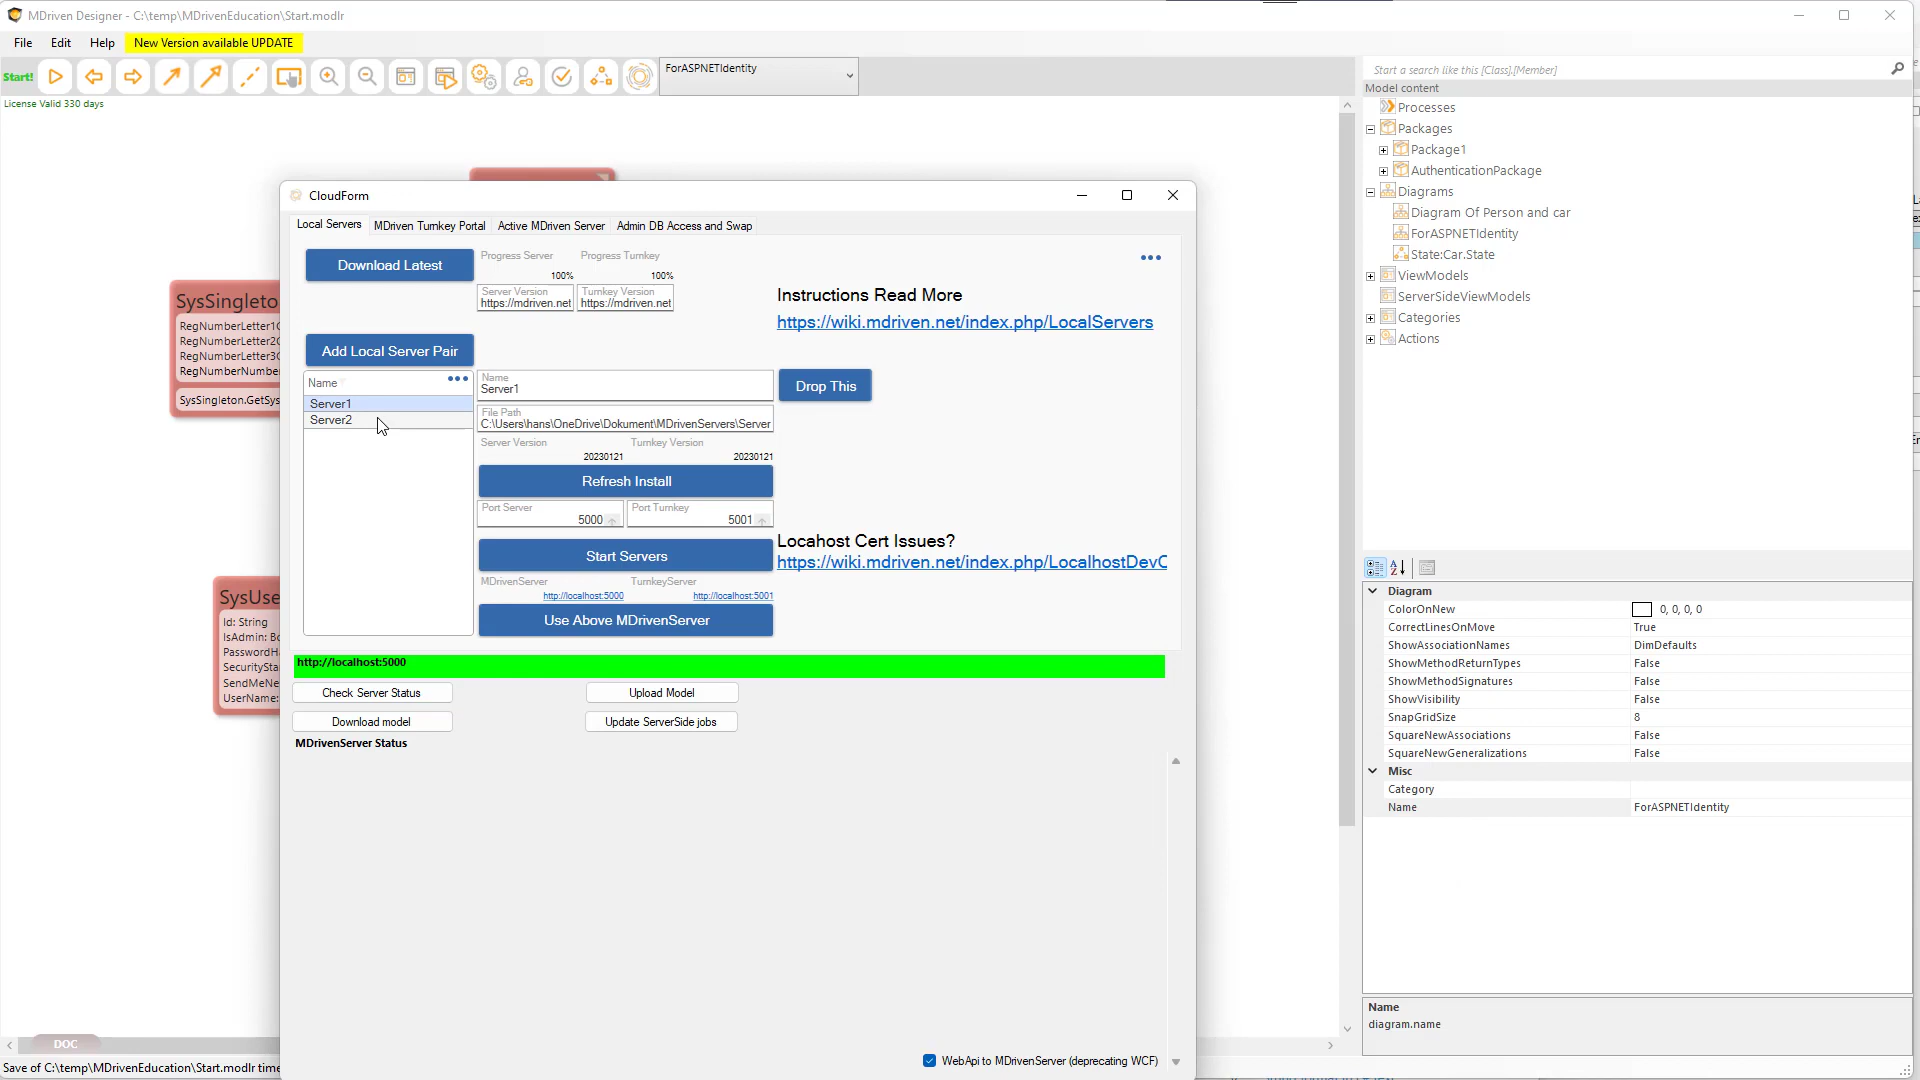 MDriven Designer - C:\temp\MDrivenEducation\Start.modlr
File Edit Help New Version available UPDATE
Start!
ForASPNETIdentity
License Valid 330 days
Start a search like this [Class],[Member]
Model content
Processes
Packages
Package1
AuthenticationPackage
Diagrams
Diagram Of Person and car
ForASPNETIdentity
State:Car.State
ViewModels
ServerSideViewModels
Categories
Actions
SysSingleto
RegNumberLetter1C
RegNumberLetter2C
RegNumberLetter3C
RegNumberNumber
SysSingleton.GetSys
SysUse
Id: String
IsAdmin: Bo
PasswordHa
SecuritySta
SendMeNe
UserName:
CloudForm
Local Servers MDriven Turnkey Portal Active MDriven Server Admin DB Access and Swap
Download Latest
Progress Server Progress Turnkey
100% 100%
Server Version Turnkey Version
https://mdriven.net https://mdriven.net
Instructions Read More
https://wiki.mdriven.net/index.php/LocalServers
Add Local Server Pair
Name
Server1
Server2
Name
Server1
Drop This
File Path
C:\Users\hans\OneDrive\Dokument\MDrivenServers\Server
Server Version Turnkey Version
20230121 20230121
Refresh Install
Port Server Port Turnkey
5000 5001
Start Servers
Locahost Cert Issues?
https://wiki.mdriven.net/index.php/LocalhostDevC
MDrivenServer TurnkeyServer
http://localhost:5000 http://localhost:5001
Use Above MDrivenServer
http://localhost:5000
Check Server Status Upload Model
Download model Update ServerSide jobs
MDrivenServer Status
WebApi to MDrivenServer (deprecating WCF)
Diagram
ColorOnNew 0, 0, 0, 0
CorrectLinesOnMove True
ShowAssociationNames DimDefaults
ShowMethodReturnTypes False
ShowMethodSignatures False
ShowVisibility False
SnapGridSize 8
SquareNewAssociations False
SquareNewGeneralizations False
Misc
Category
Name ForASPNETIdentity
Name
diagram.name
DOC
Save of C:\temp\MDrivenEducation\Start.modlr time